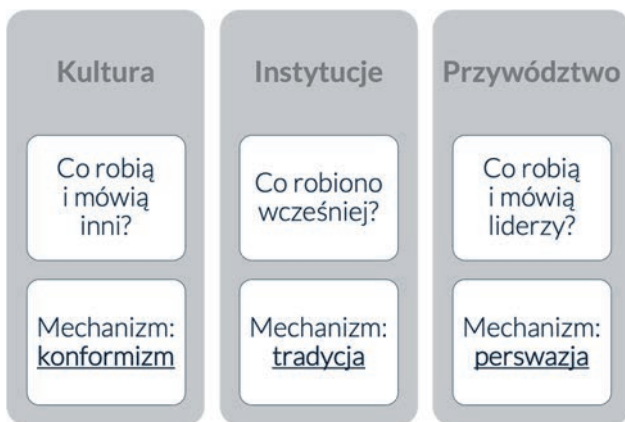 Kultura
Co robią
i mówią
inni?
Mechanizm:
konformizm
Instytucje
Co robiono
wcześniej?
Mechanizm:
tradycja
Przywództwo
Co robią
i mówią
liderzy?
Mechanizm:
perswazja